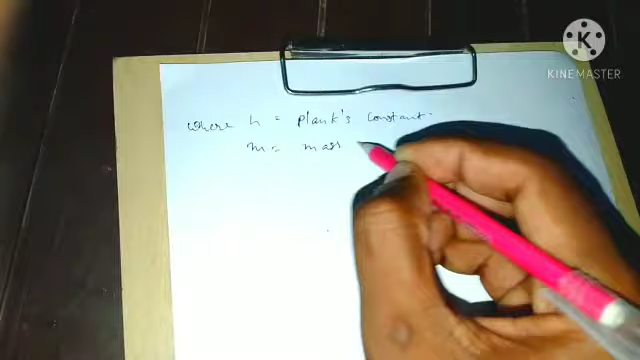 KINEMASTER
where h = plank's constant.
m = mass